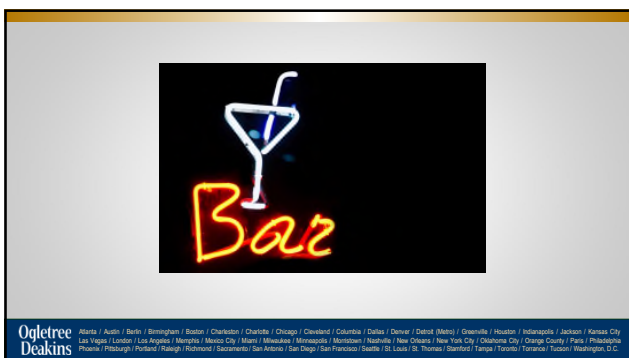 Bar
Ogletree
Deakins
Atlanta / Austin / Berlin / Birmingham / Boston / Charleston / Charlotte / Chicago / Cleveland / Columbia / Dallas / Denver / Detroit (Metro) / Greenville / Houston / Indianapolis / Jackson / Kansas City
Las Vegas / London / Los Angeles / Memphis / Mexico City / Miami / Milwaukee / Minneapolis / Morristown / Nashville / New Orleans / New York City / Oklahoma City / Orange County / Paris / Philadelphia
Phoenix / Pittsburgh / Portland / Raleigh / Richmond / Sacramento / San Antonio / San Diego / San Francisco / Seattle / St. Louis / St. Thomas / Stamford / Tampa / Toronto / Torrance / Tucson / Washington, D.C.